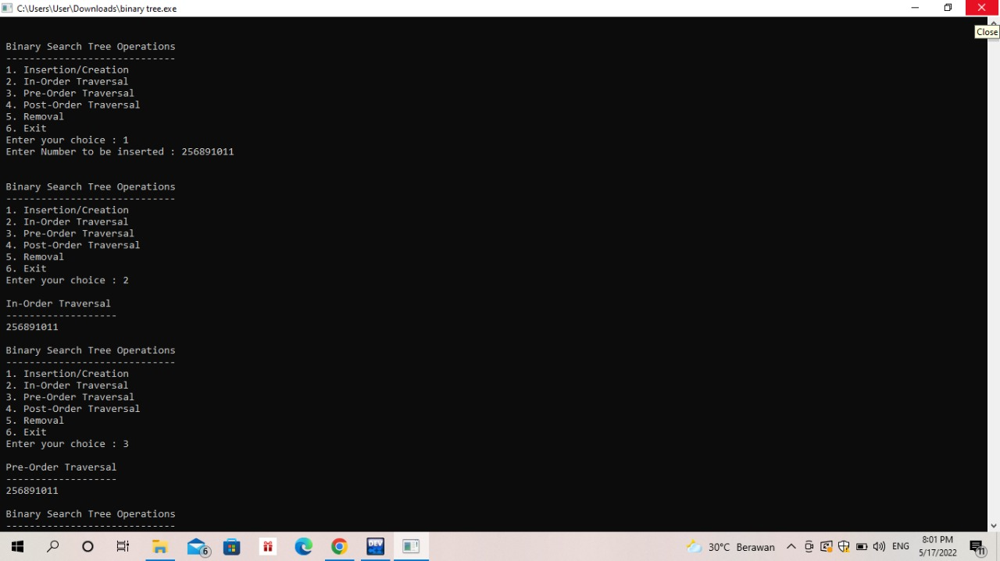 C:\Users\User\Downloads\binary tree.exe
Close
Binary Search Tree Operations
-----------------------------
1. Insertion/Creation
2. In-Order Traversal
3. Pre-Order Traversal
4. Post-Order Traversal
5. Removal
6. Exit
Enter your choice : 1
Enter Number to be inserted : 256891011
Binary Search Tree Operations
-----------------------------
1. Insertion/Creation
2. In-Order Traversal
3. Pre-Order Traversal
4. Post-Order Traversal
5. Removal
6. Exit
Enter your choice : 2
In-Order Traversal
-------------------
256891011
Binary Search Tree Operations
-----------------------------
1. Insertion/Creation
2. In-Order Traversal
3. Pre-Order Traversal
4. Post-Order Traversal
5. Removal
6. Exit
Enter your choice : 3
Pre-Order Traversal
-------------------
256891011
Binary Search Tree Operations
-----------------------------
6
DEV
30°C Berawan
ENG
8:01 PM
5/17/2022
11